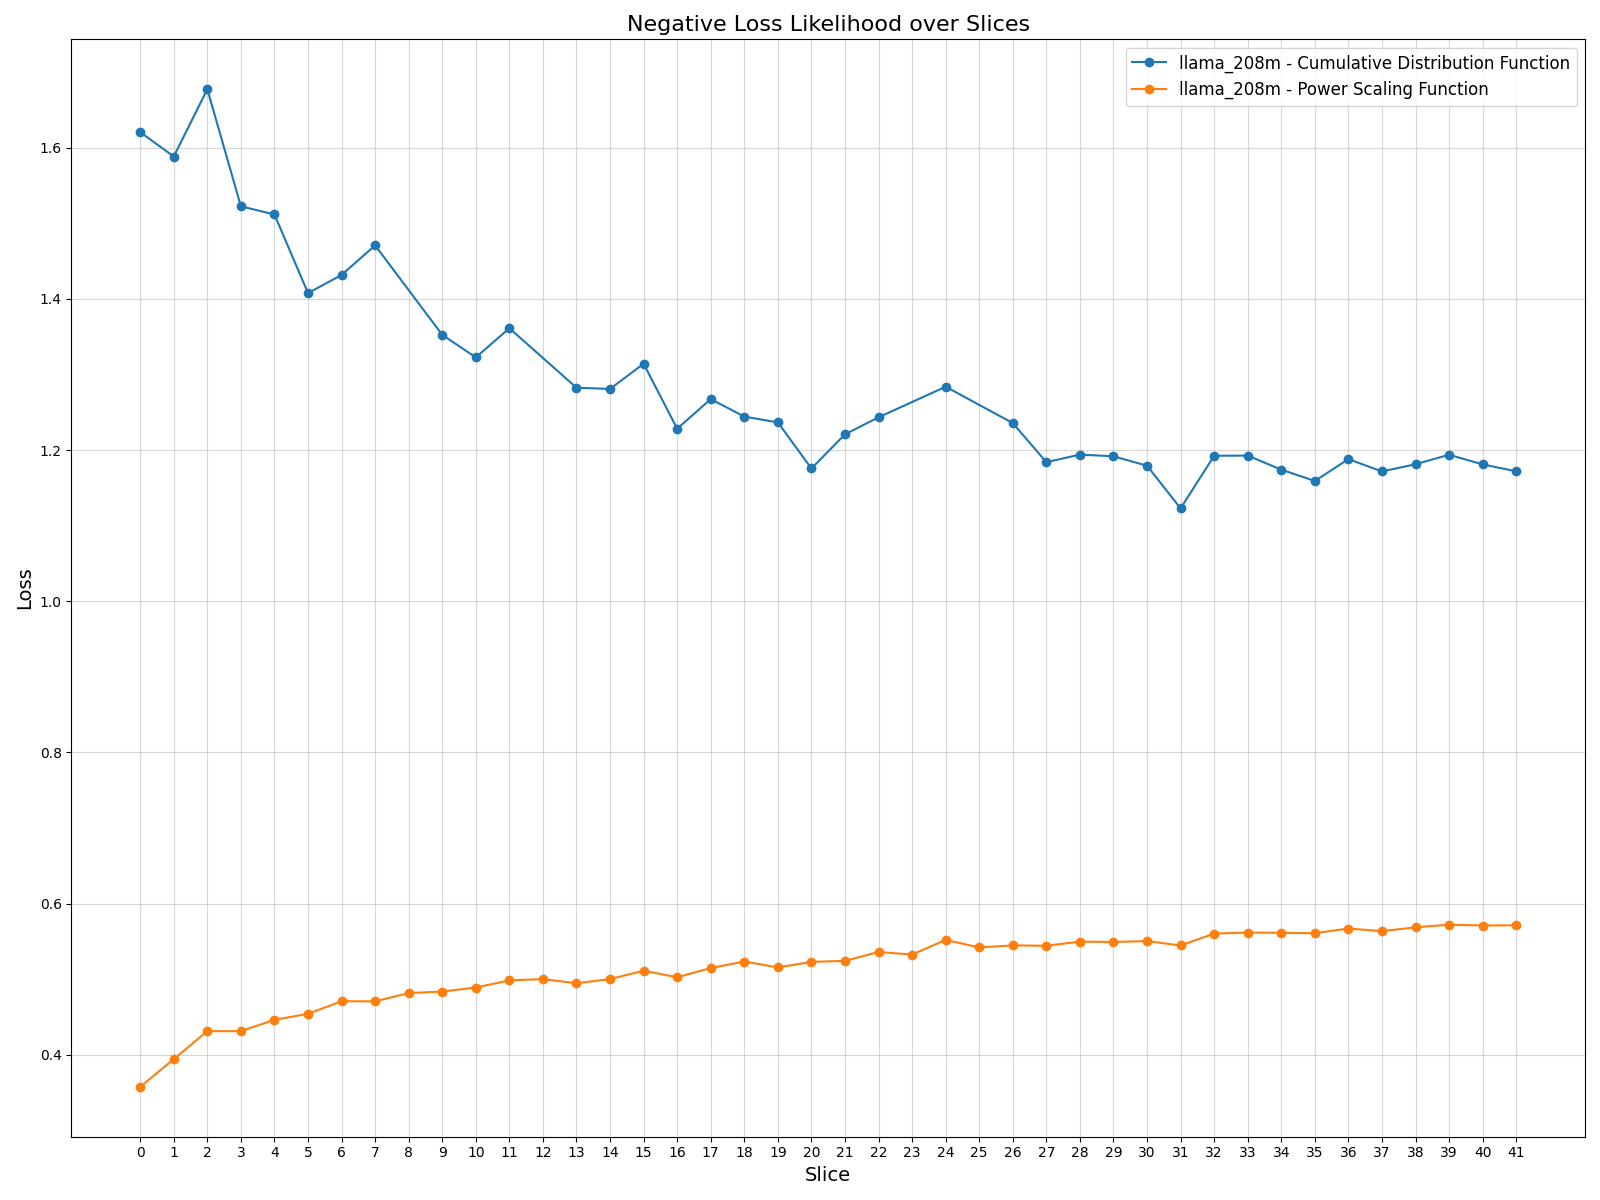 Negative Loss Likelihood over Slices
llama_208m - Cumulative Distribution Function
llama_208m - Power Scaling Function
1.6
1.4
1.2
1.0
0.8
0.6
0.4
Loss
0 1 2 3 4 5 6 7 8 9 10 11 12 13 14 15 16 17 18 19 20 21 22 23 24 25 26 27 28 29 30 31 32 33 34 35 36 37 38 39 40 41
Slice